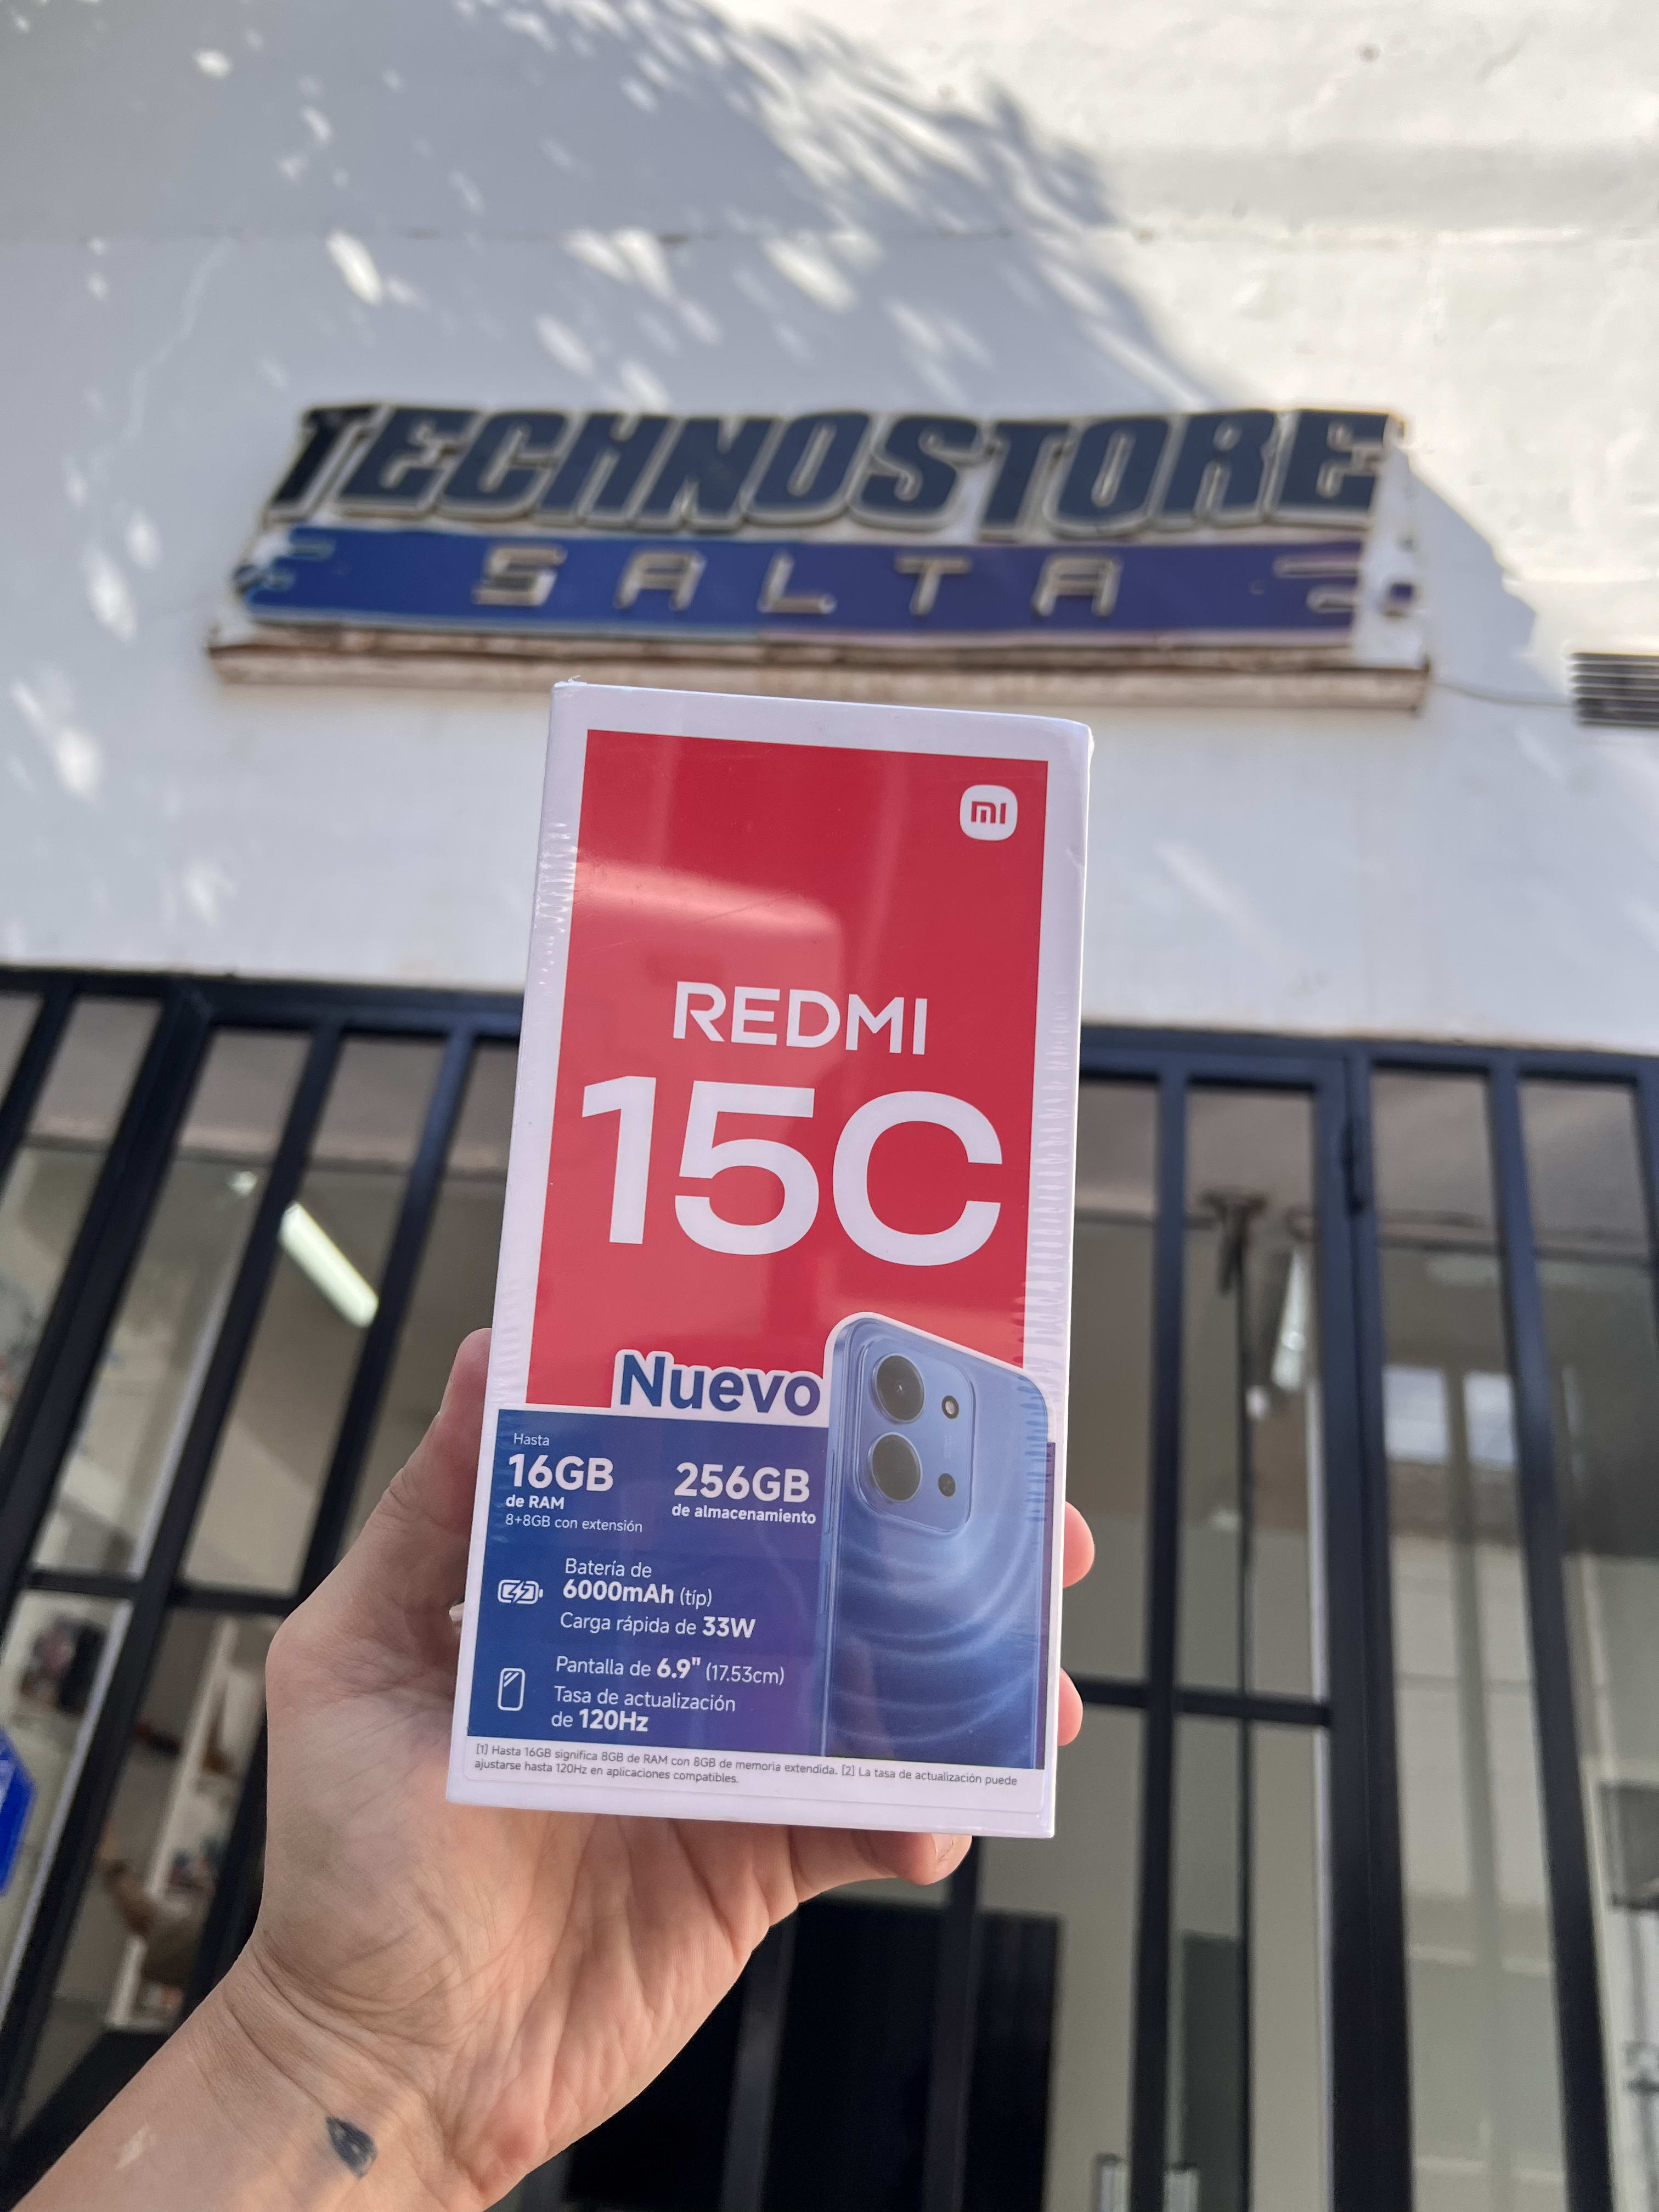 TECHNOSTORE
SALTA
mi
REDMI
15C
Nuevo
Hasta
16GB
de RAM
8+8GB con extensión
256GB
de almacenamiento
Batería de
6000mAh (típ)
Carga rápida de 33W
Pantalla de 6.9" (17.53cm)
Tasa de actualización
de 120Hz
[1] Hasta 16GB significa 8GB de RAM con 8GB de memoria extendida. [2] La tasa de actualización puede
ajustarse hasta 120Hz en aplicaciones compatibles.